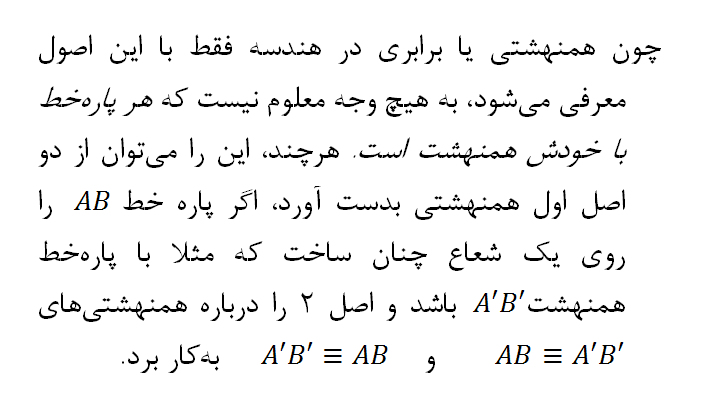 چون همنهشتی یا برابری در هندسه فقط با این اصول
معرفی می‌شود، به هیچ وجه معلوم نیست که هر پاره‌خط
با خودش همنهشت است. هرچند، این را می‌توان از دو
اصل اول همنهشتی بدست آورد، اگر پاره خط AB را
روی یک شعاع چنان ساخت که مثلا با پاره‌خط
همنهشت A′B′ باشد و اصل ۲ را درباره همنهشتی‌های
AB ≡ A′B′ و A′B′ ≡ AB به‌کار برد.